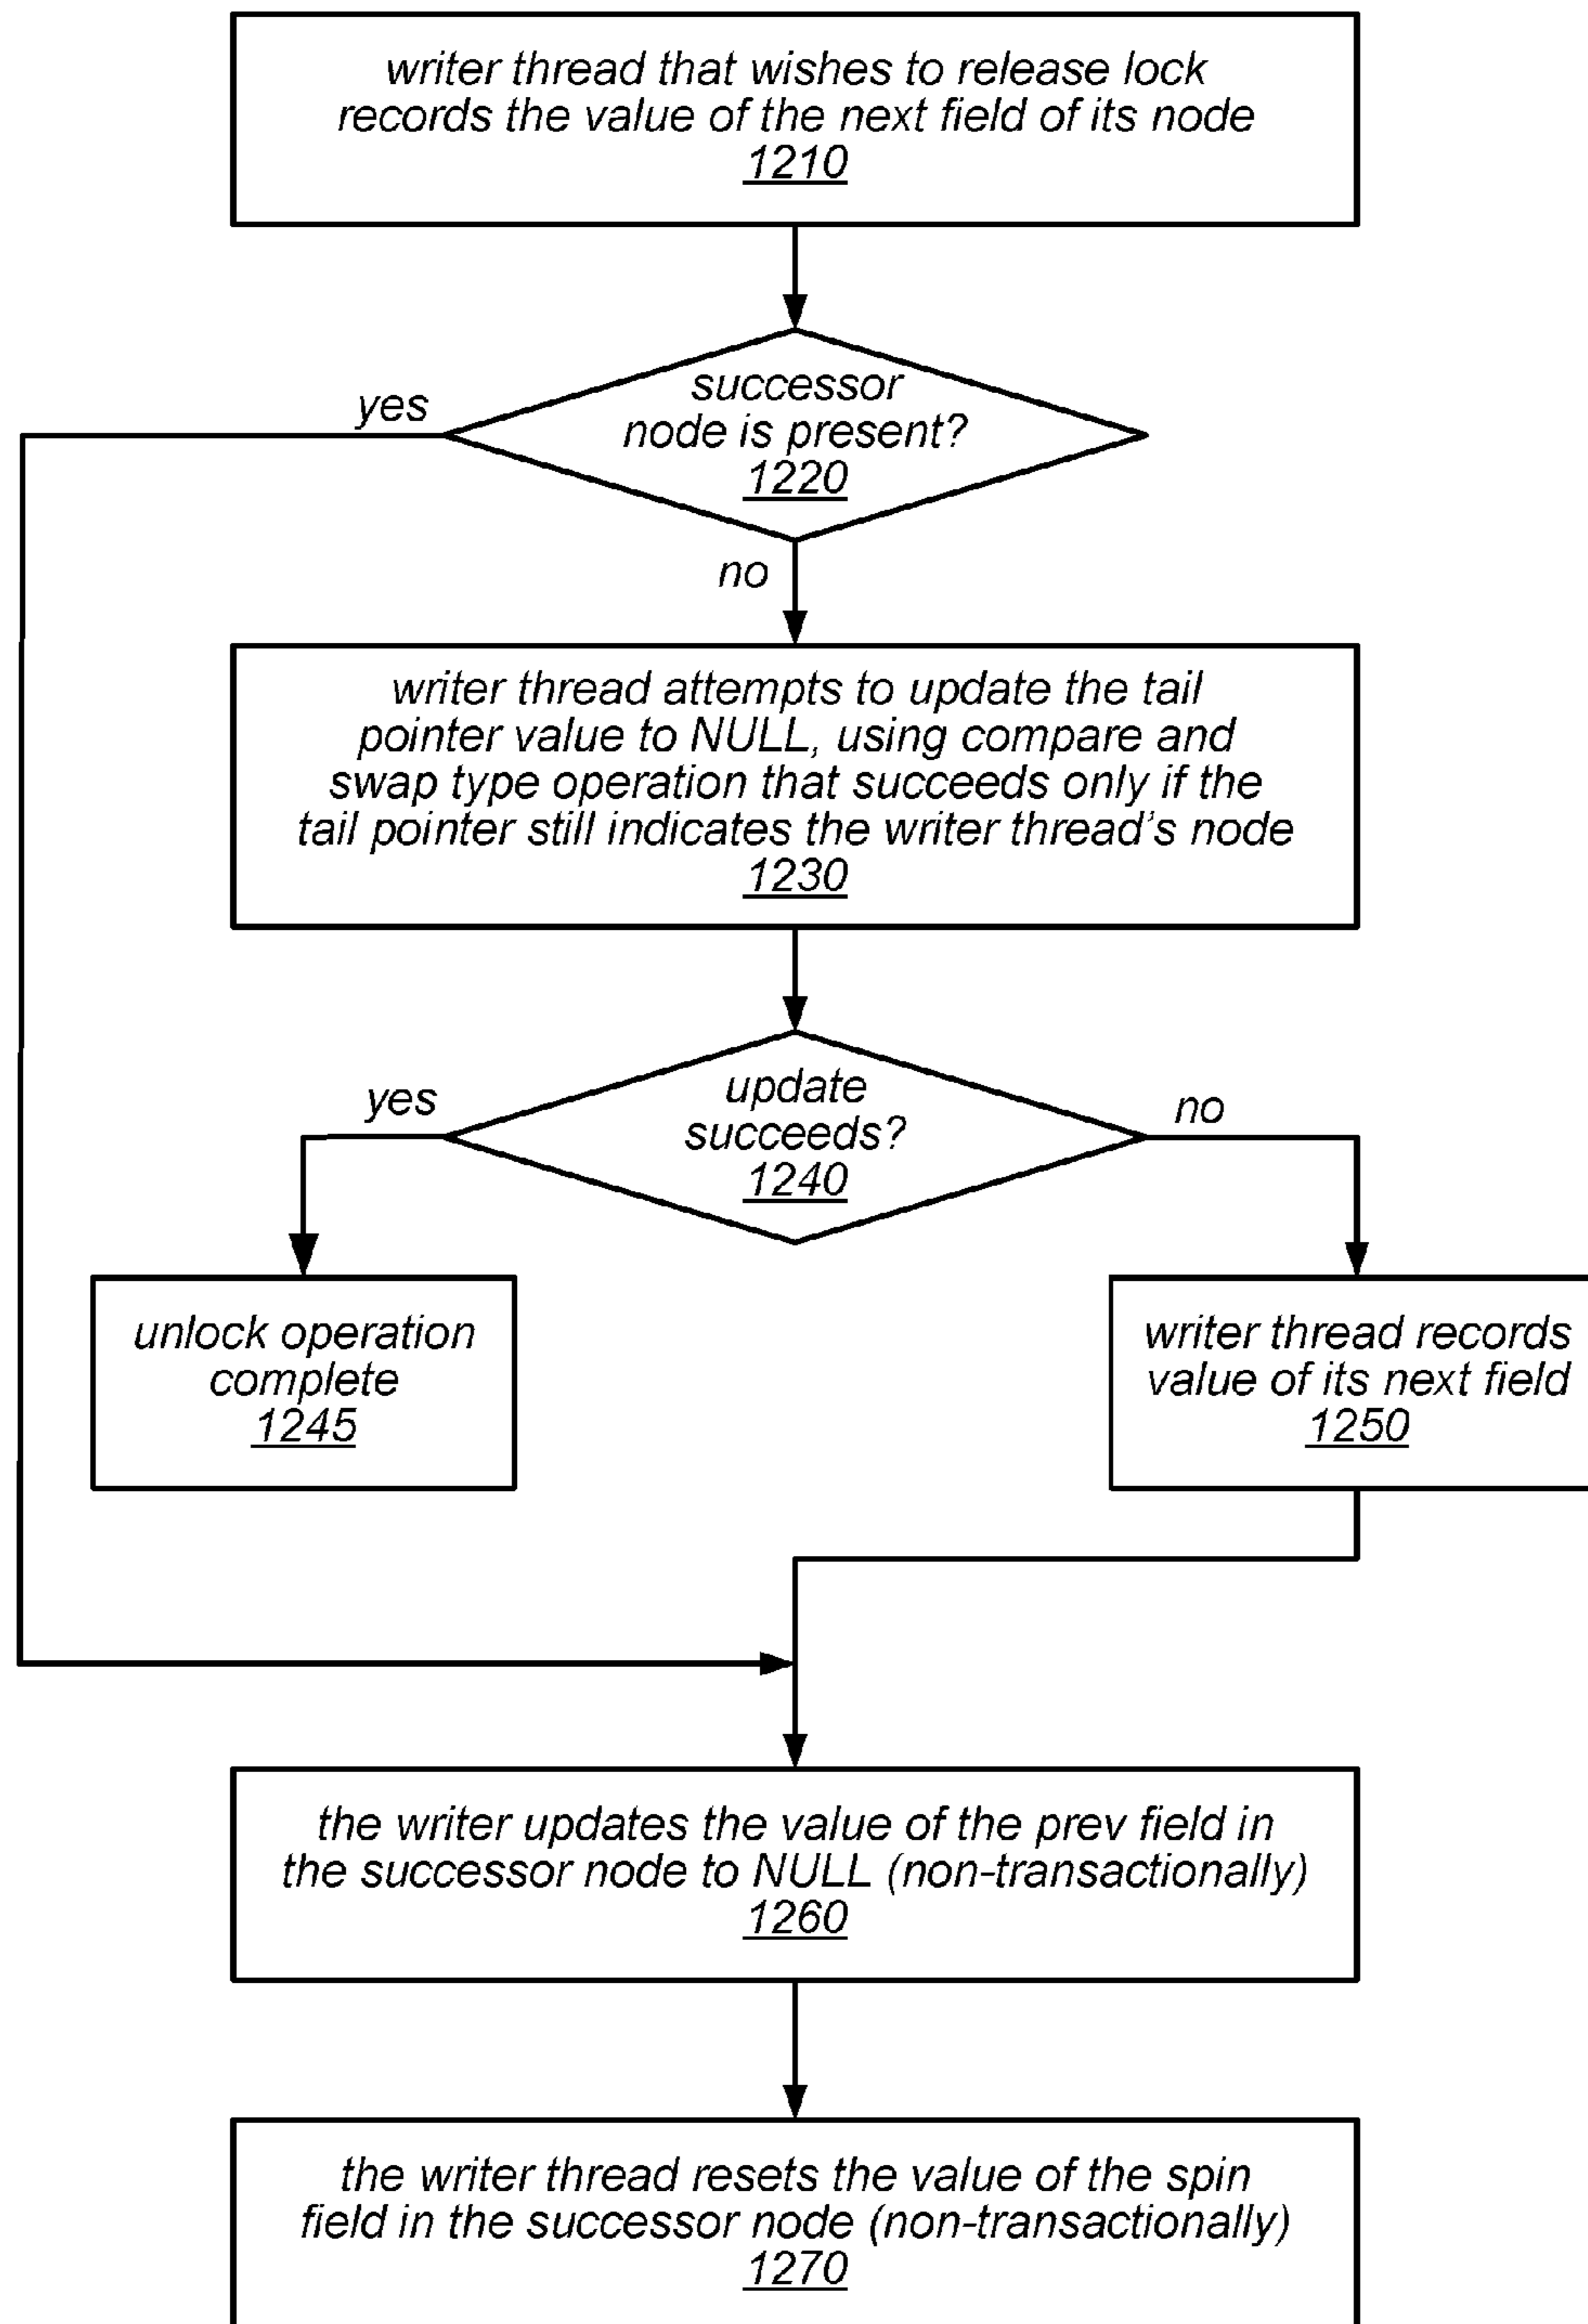 writer thread that wishes to release lock
records the value of the next field of its node
1210
successor
node is present?
1220
yes
no
writer thread attempts to update the tail
pointer value to NULL, using compare and
swap type operation that succeeds only if the
tail pointer still indicates the writer thread's node
1230
update
succeeds?
1240
yes
no
unlock operation
complete
1245
writer thread records
value of its next field
1250
the writer updates the value of the prev field in
the successor node to NULL (non-transactionally)
1260
the writer thread resets the value of the spin
field in the successor node (non-transactionally)
1270